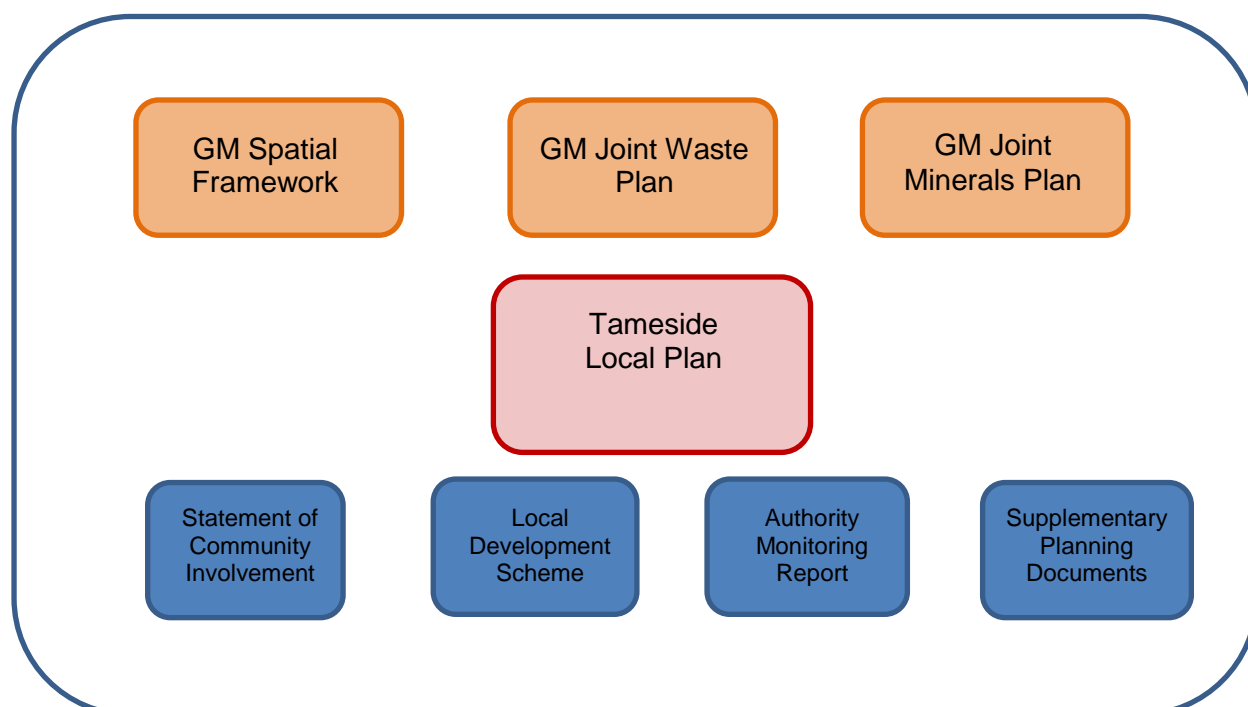 GM Spatial
Framework
GM Joint Waste
Plan
GM Joint
Minerals Plan
Tameside
Local Plan
Statement of
Community
Involvement
Local
Development
Scheme
Authority
Monitoring
Report
Supplementary
Planning
Documents